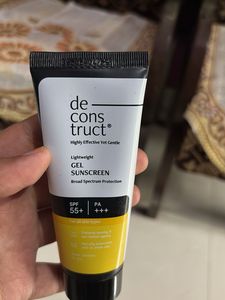 de
cons
truct®
Highly Effective Yet Gentle
Lightweight
GEL
SUNSCREEN
Broad Spectrum Protection
SPF
55+
PA
+++